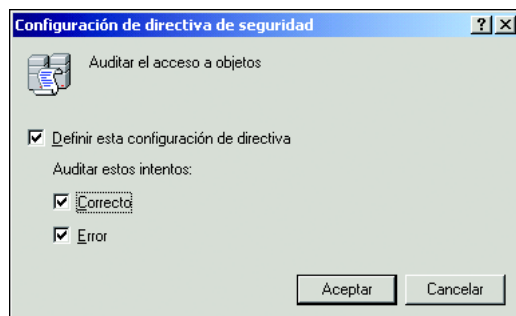 Configuración de directiva de seguridad
Auditar el acceso a objetos
Definir esta configuración de directiva
Auditar estos intentos:
Correcto
Error
Aceptar
Cancelar